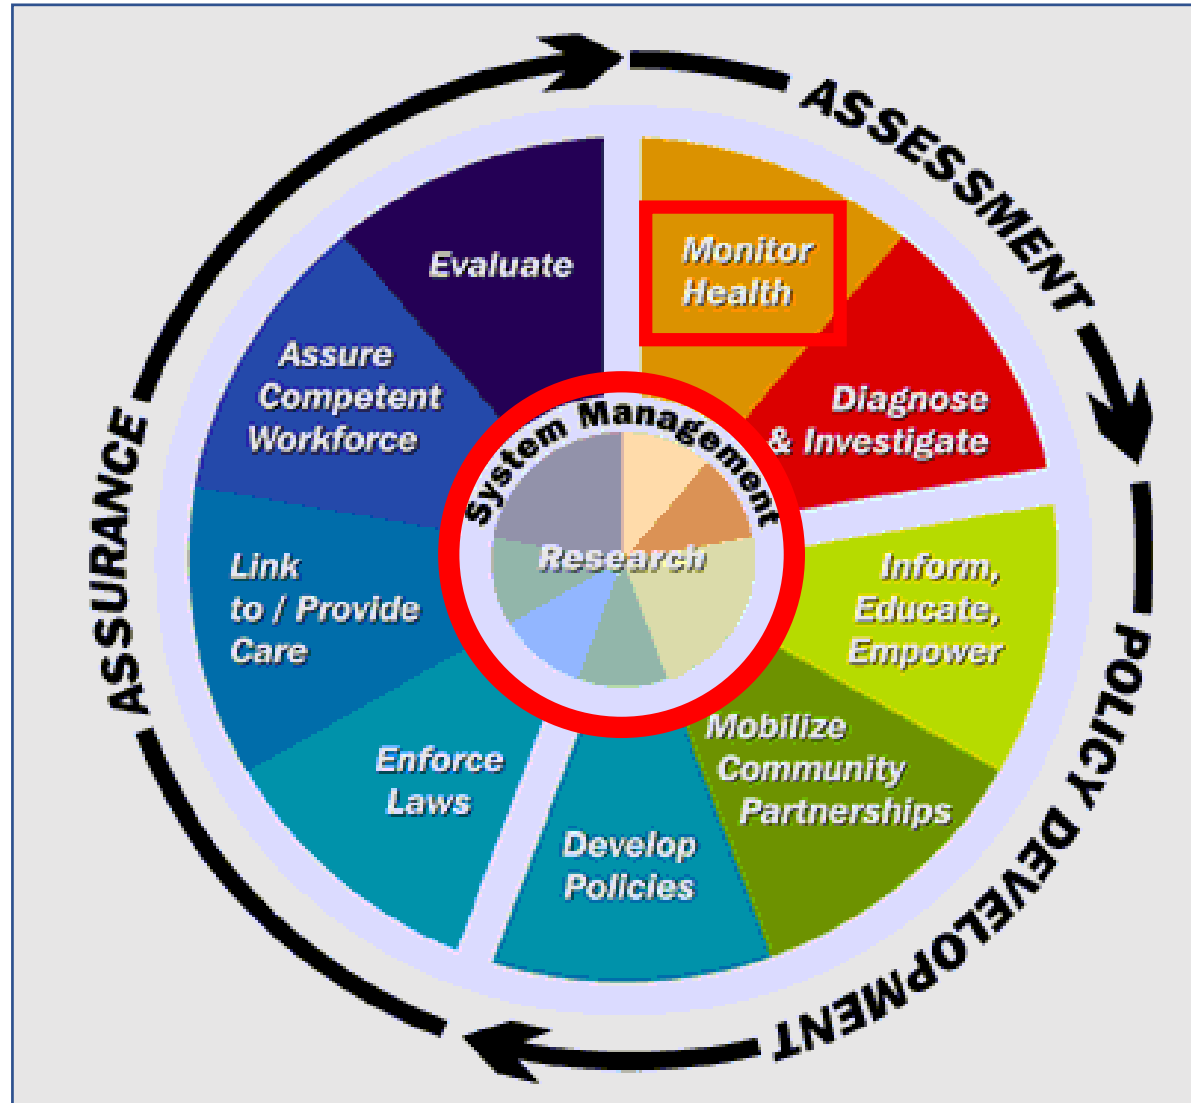 ASSESSMENT
Monitor
Health
Diagnose
& Investigate
Inform,
Educate,
Empower
POLICY DEVELOPMENT
Mobilize
Community
Partnerships
Develop
Policies
Enforce
Laws
ASSURANCE
Link
to / Provide
Care
Assure
Competent
Workforce
Evaluate
System Management
Research